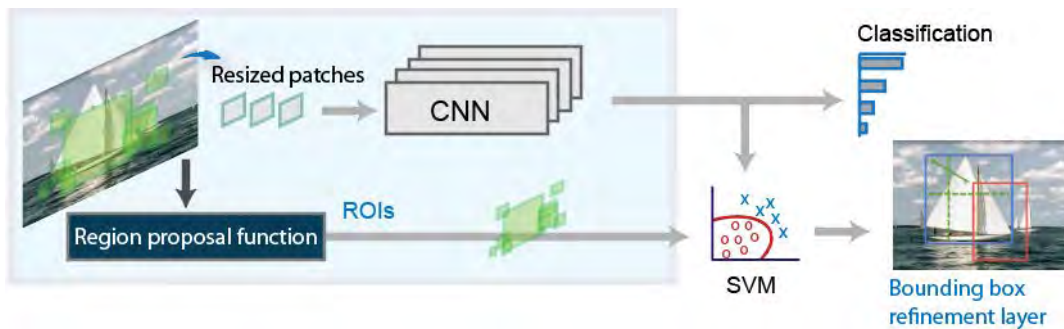 Classification
Resized patches
CNN
ROIs
Region proposal function
SVM
Bounding box
refinement layer